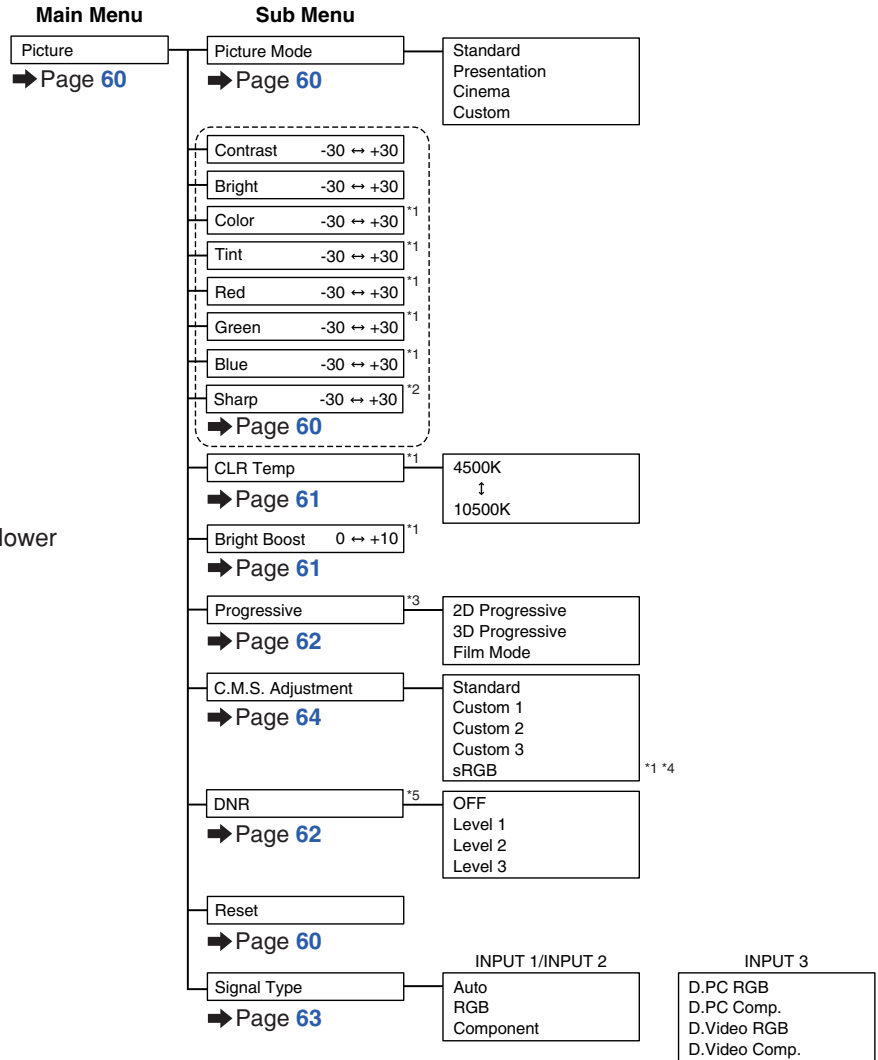 Main Menu Sub Menu
Picture
➡Page 60
Picture Mode
➡Page 60
Standard
Presentation
Cinema
Custom
Contrast -30 ↔ +30
Bright -30 ↔ +30
Color -30 ↔ +30 *1
Tint -30 ↔ +30 *1
Red -30 ↔ +30 *1
Green -30 ↔ +30 *1
Blue -30 ↔ +30 *1
Sharp -30 ↔ +30 *2
➡Page 60
CLR Temp *1
➡Page 61
4500K
↕
10500K
lower
Bright Boost 0 ↔ +10 *1
➡Page 61
Progressive *3
➡Page 62
2D Progressive
3D Progressive
Film Mode
C.M.S. Adjustment
➡Page 64
Standard
Custom 1
Custom 2
Custom 3
sRGB *1 *4
DNR *5
➡Page 62
OFF
Level 1
Level 2
Level 3
Reset
➡Page 60
Signal Type
➡Page 63
INPUT 1/INPUT 2
Auto
RGB
Component
INPUT 3
D.PC RGB
D.PC Comp.
D.Video RGB
D.Video Comp.